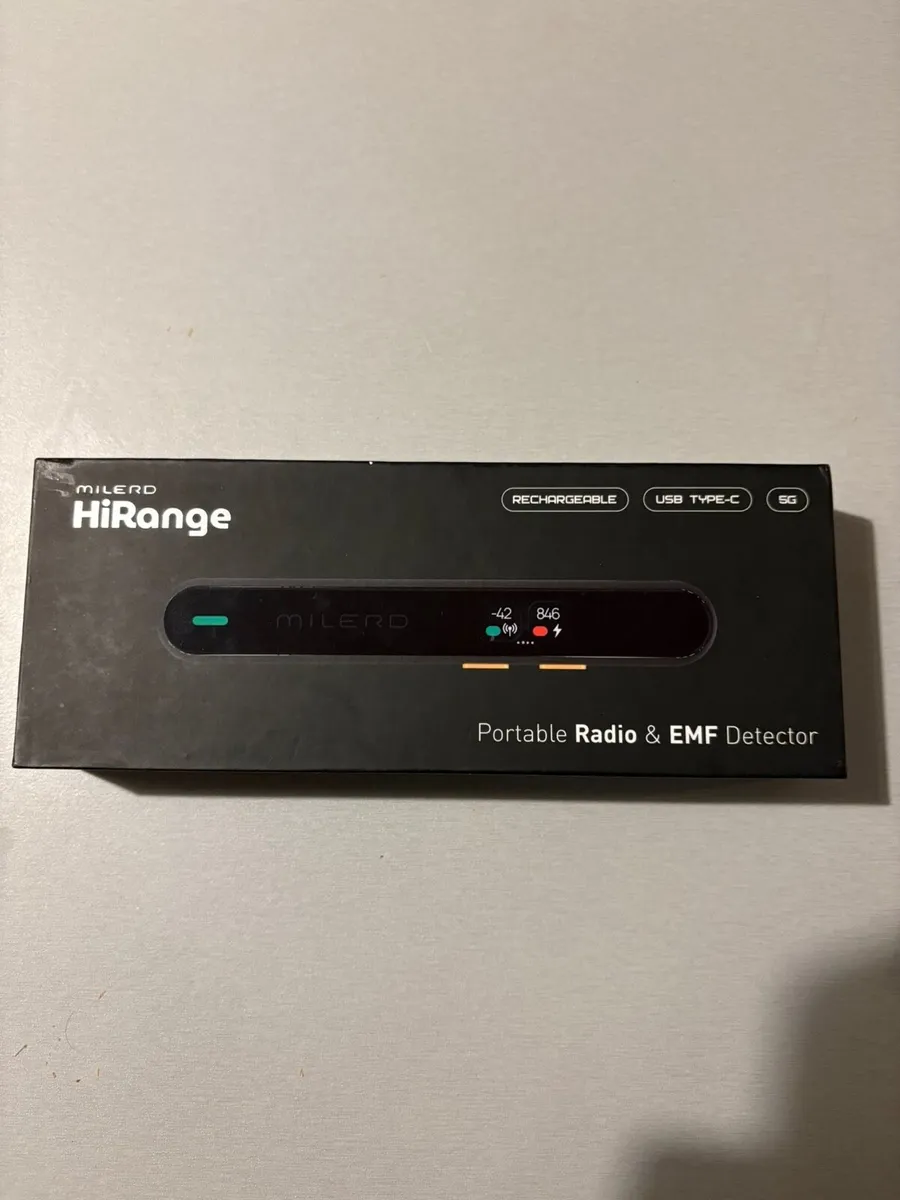 MILERD
HiRange
RECHARGEABLE
USB TYPE-C
5G
MILERD
-42
846
Portable Radio & EMF Detector